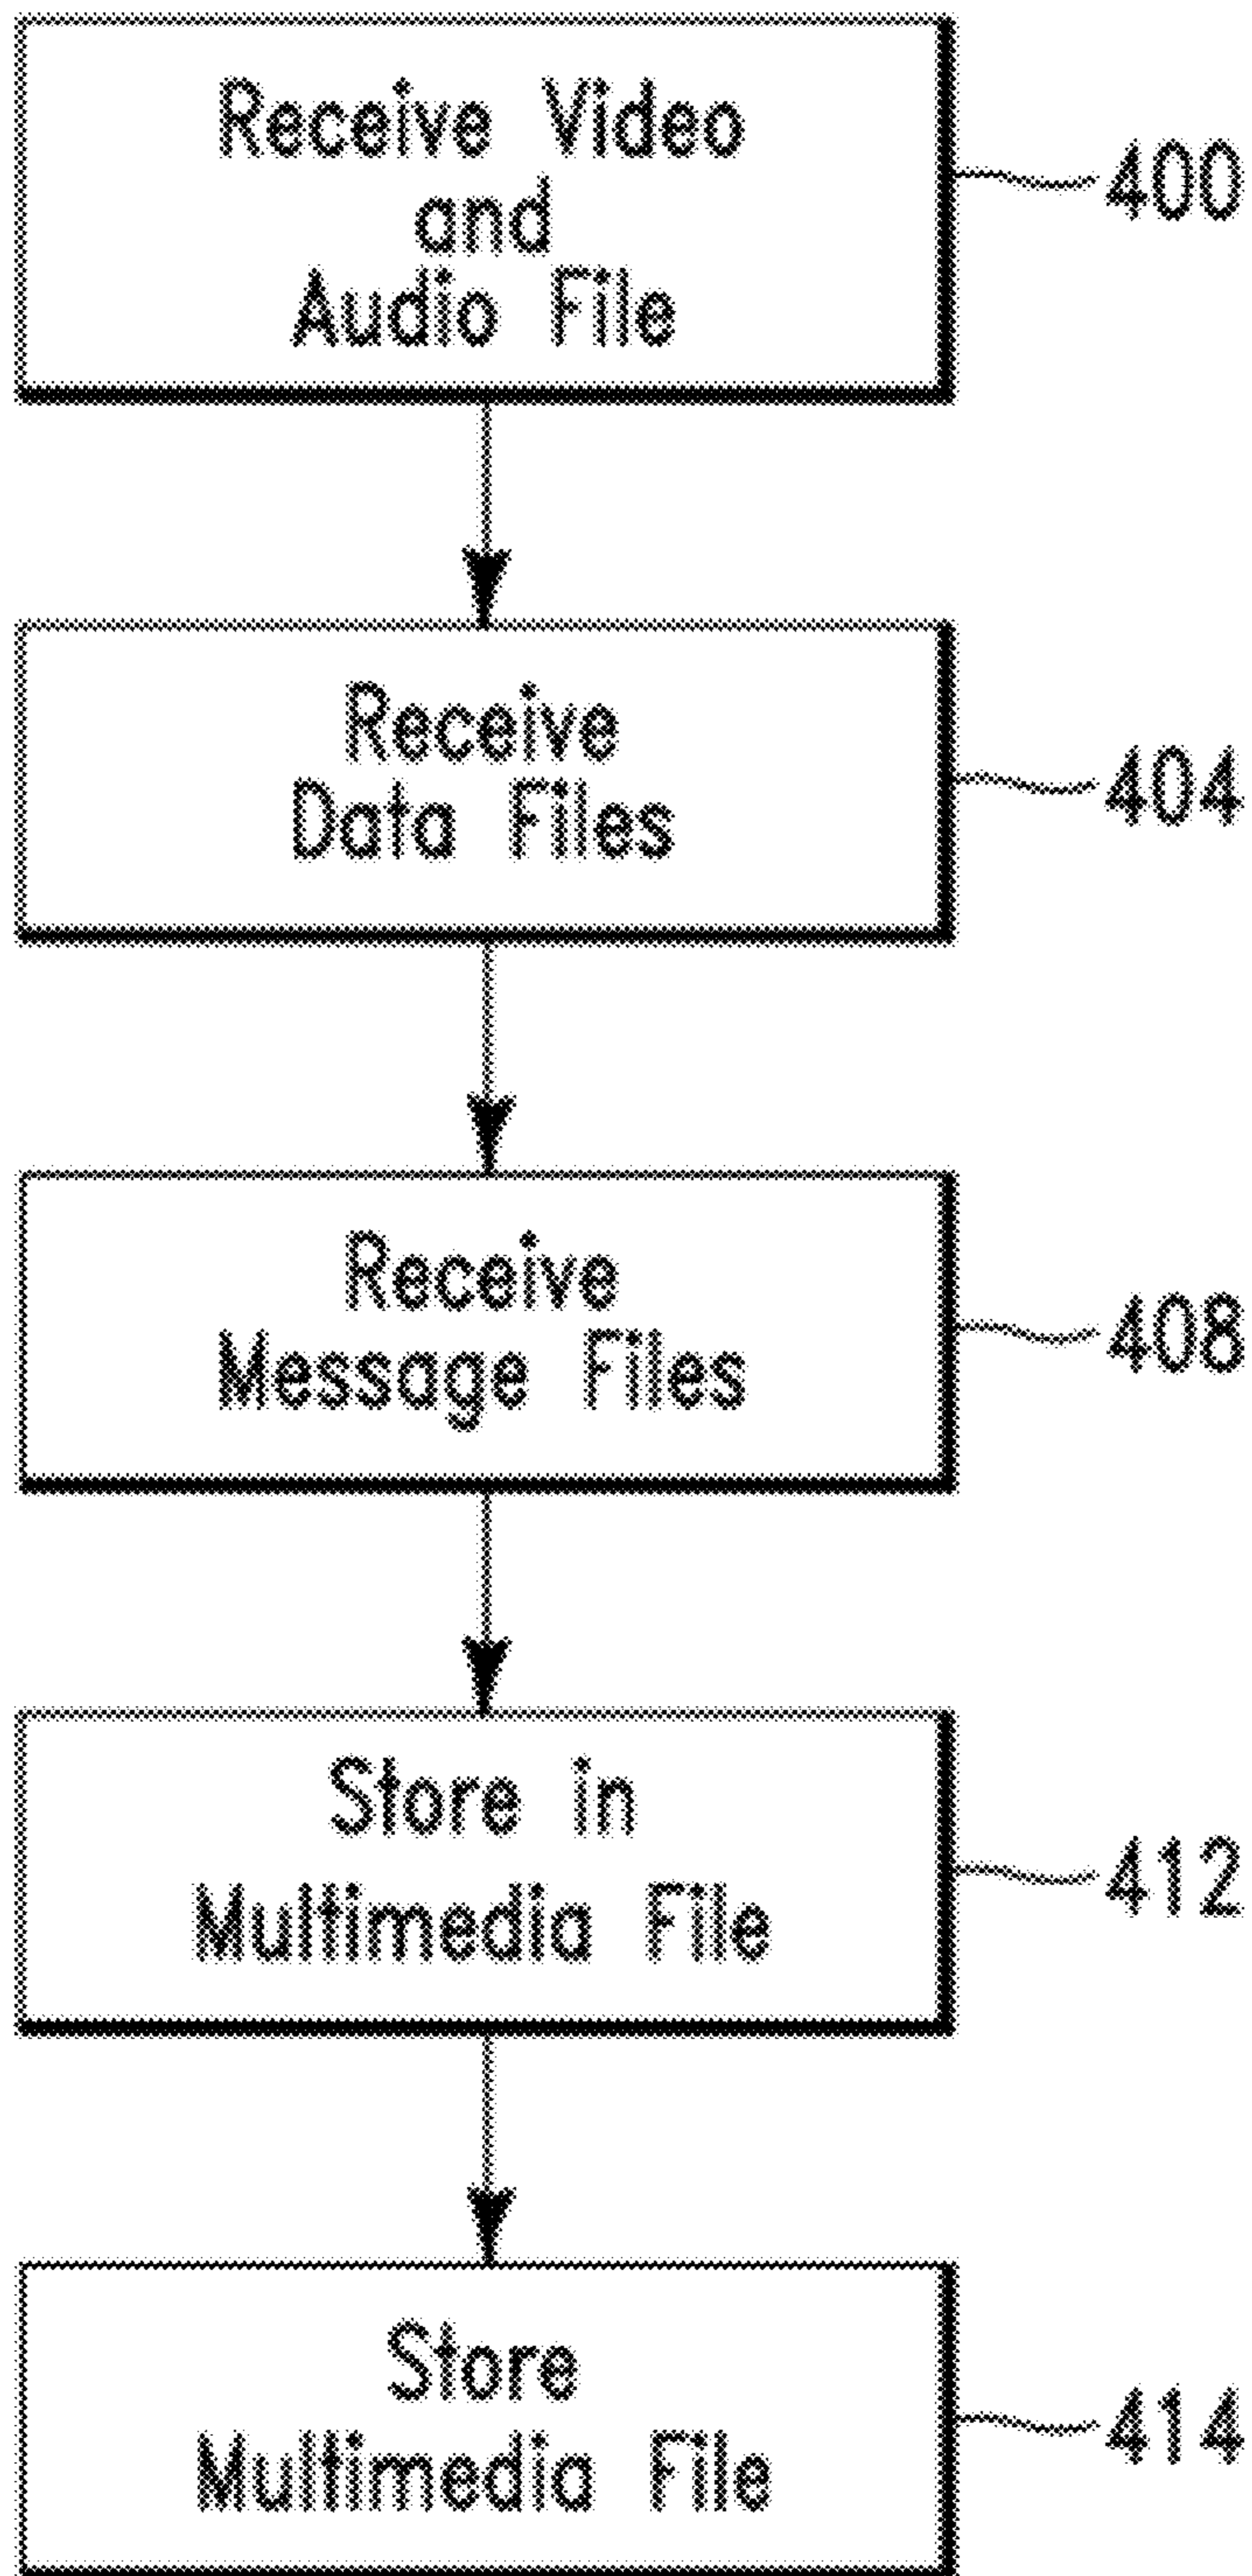 Receive Video
and
Audio File
400
Receive
Data Files
404
Receive
Message Files
408
Store in
Multimedia File
412
Store
Multimedia File
414